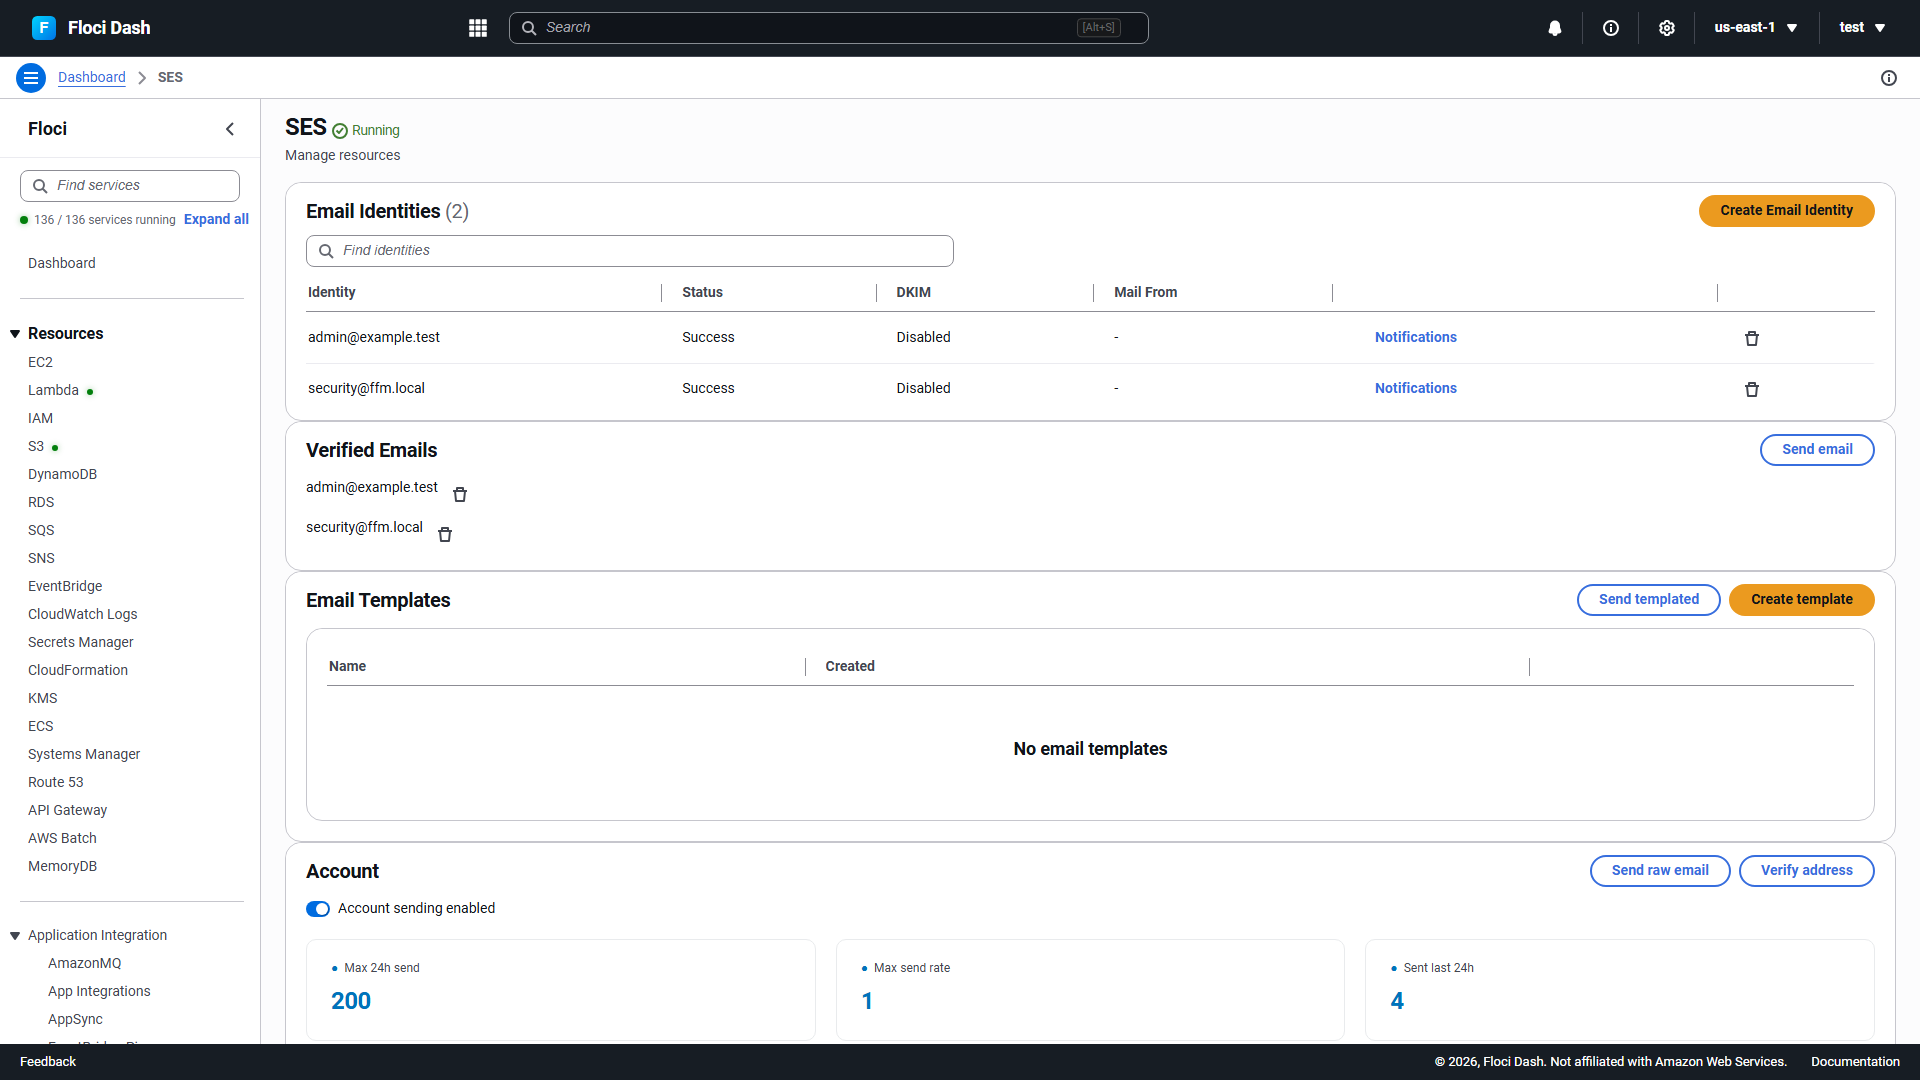 F Floci Dash
Search [Alt+S]
us-east-1
test
Dashboard > SES
Floci
Find services
136 / 136 services running Expand all
Dashboard
Resources
EC2
Lambda
IAM
S3
DynamoDB
RDS
SQS
SNS
EventBridge
CloudWatch Logs
Secrets Manager
CloudFormation
KMS
ECS
Systems Manager
Route 53
API Gateway
AWS Batch
MemoryDB
Application Integration
AmazonMQ
App Integrations
AppSync
SES Running
Manage resources
Email Identities (2)
Create Email Identity
Find identities
Identity Status DKIM Mail From
admin@example.test Success Disabled - Notifications
security@ffm.local Success Disabled - Notifications
Verified Emails
Send email
admin@example.test
security@ffm.local
Email Templates
Send templated Create template
Name Created
No email templates
Account
Send raw email Verify address
Account sending enabled
Max 24h send
200
Max send rate
1
Sent last 24h
4
Feedback
© 2026, Floci Dash. Not affiliated with Amazon Web Services. Documentation